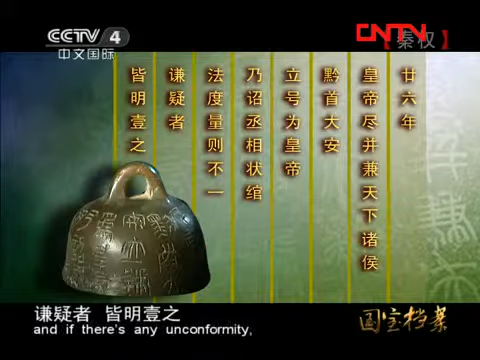 CCTV 4
中文国际
CNTV
【秦权】
廿六年
皇帝尽并兼天下诸侯
黔首大安
立号为皇帝
乃诏丞相状绾
法度量则不一
谦疑者
皆明壹之
谦疑者 皆明壹之
and if there's any unconformity,
国宝档案